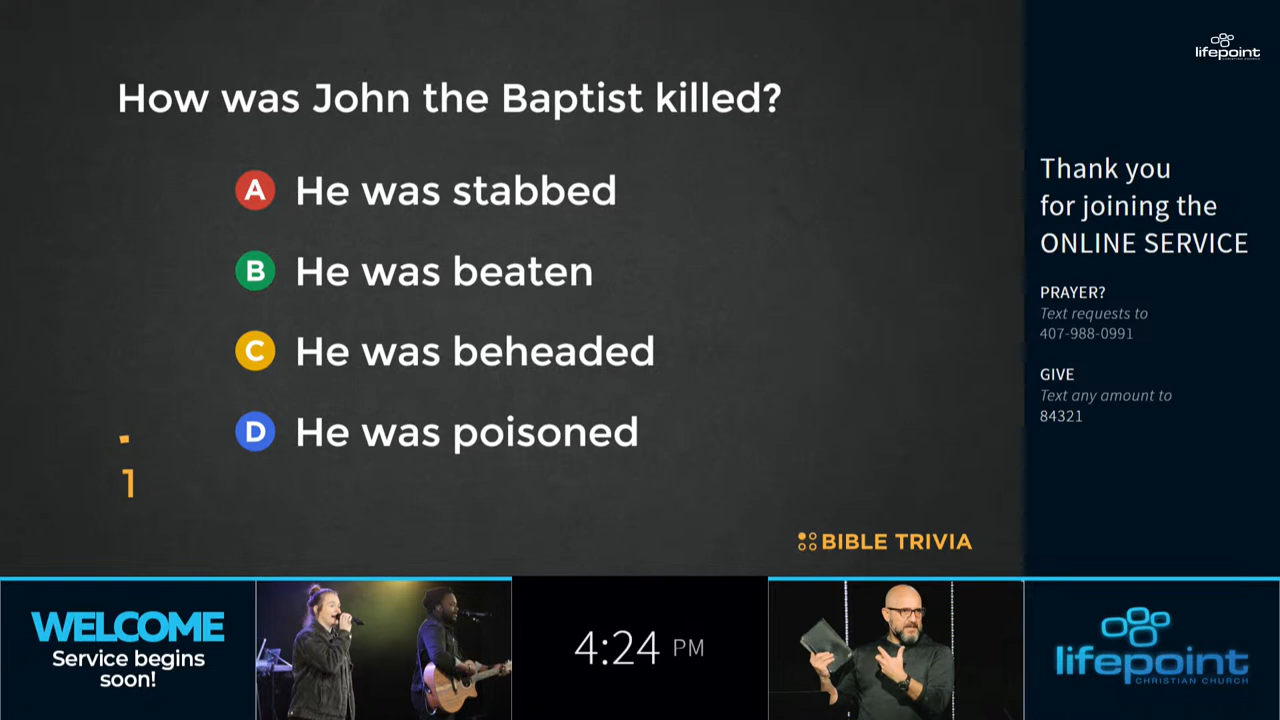 How was John the Baptist killed?
A He was stabbed
B He was beaten
C He was beheaded
D He was poisoned
1
BIBLE TRIVIA
lifepoint
CHRISTIAN CHURCH
Thank you
for joining the
ONLINE SERVICE
PRAYER?
Text requests to
407-988-0991
GIVE
Text any amount to
84321
WELCOME
Service begins
soon!
4:24 PM
lifepoint
CHRISTIAN CHURCH